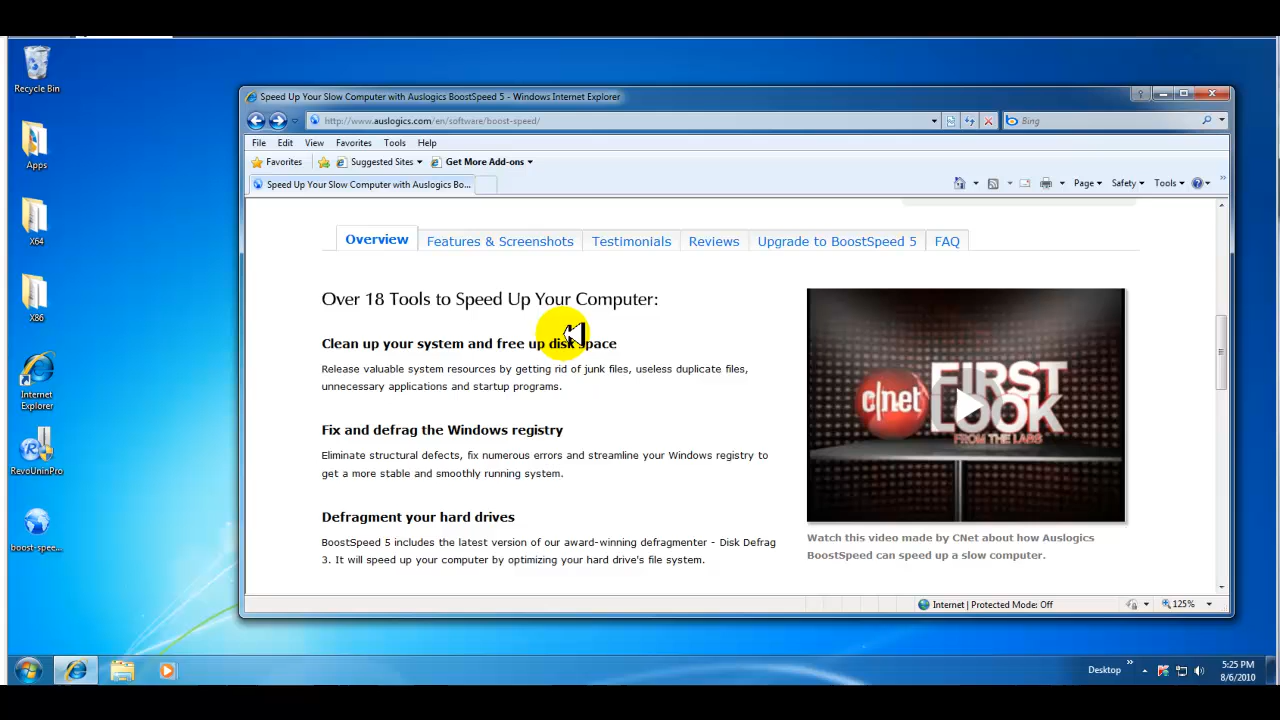 Recycle Bin
Apps
X64
X86
Internet
Explorer
RevoUninPro
boost-spee...
Speed Up Your Slow Computer with Auslogics BoostSpeed 5 - Windows Internet Explorer
http://www.auslogics.com/en/software/boost-speed/
Bing
File Edit View Favorites Tools Help
Favorites Suggested Sites Get More Add-ons
Speed Up Your Slow Computer with Auslogics Bo...
Page Safety Tools
Overview Features & Screenshots Testimonials Reviews Upgrade to BoostSpeed 5 FAQ
Over 18 Tools to Speed Up Your Computer:
Clean up your system and free up disk space
Release valuable system resources by getting rid of junk files, useless duplicate files,
unnecessary applications and startup programs.
Fix and defrag the Windows registry
Eliminate structural defects, fix numerous errors and streamline your Windows registry to
get a more stable and smoothly running system.
Defragment your hard drives
BoostSpeed 5 includes the latest version of our award-winning defragmenter - Disk Defrag
3. It will speed up your computer by optimizing your hard drive's file system.
c|net
FIRST
LOOK
FROM THE LABS
Watch this video made by CNet about how Auslogics
BoostSpeed can speed up a slow computer.
Internet | Protected Mode: Off
125%
Desktop
5:25 PM
8/6/2010